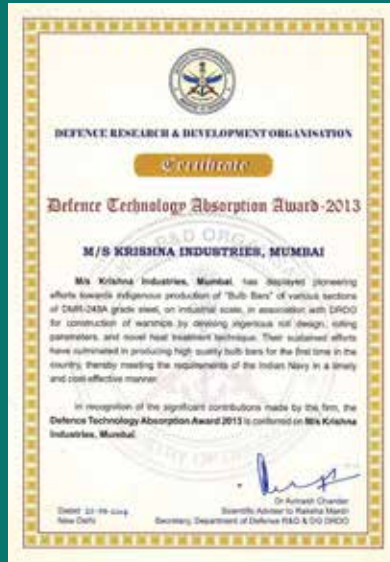 DEFENCE RESEARCH & DEVELOPMENT ORGANISATION
Certificate
Defence Technology Absorption Award-2013
M/S KRISHNA INDUSTRIES, MUMBAI
M/s Krishna Industries, Mumbai, has displayed pioneering
efforts towards indigenous production of "Bulb Bars" of various sections
of DMR-249A grade steel, on industrial scale, in association with DRDO
for construction of warships by devising ingenious roll design, rolling
parameters, and novel heat treatment technique. Their sustained efforts
have culminated in producing high quality bulb bars for the first time in the
country, thereby meeting the requirements of the Indian Navy in a timely
and cost-effective manner.
In recognition of the significant contributions made by the firm, the
Defence Technology Absorption Award 2013 is conferred on M/s Krishna
Industries, Mumbai.
Dr Avinash Chander
Dated
Scientific Adviser to Raksha Mantri
New Delhi
Secretary, Department of Defence R&D & DG DRDO